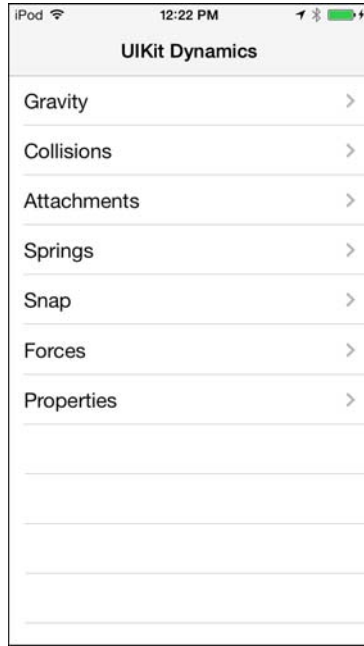 iPod 12:22 PM
UIKit Dynamics
Gravity
Collisions
Attachments
Springs
Snap
Forces
Properties